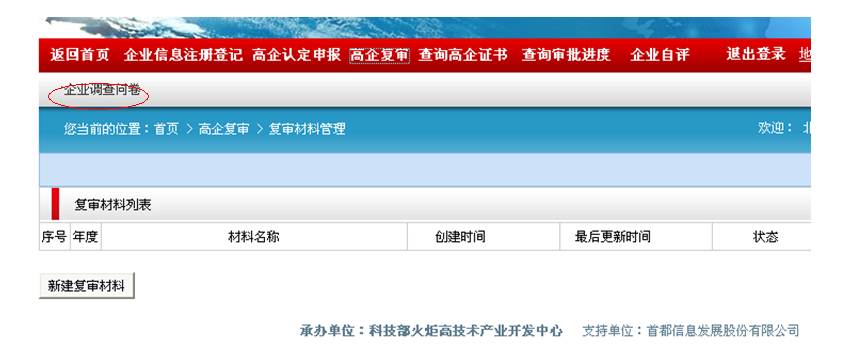 返回首页 企业信息注册登记 高企认定申报 高企复审 查询高企证书 查询审批进度 企业自评 退出登录 地
企业调查问卷
您当前的位置：首页 > 高企复审 > 复审材料管理 欢迎： 北
复审材料列表
序号 年度 材料名称 创建时间 最后更新时间 状态
新建复审材料
承办单位：科技部火炬高技术产业开发中心 支持单位：首都信息发展股份有限公司